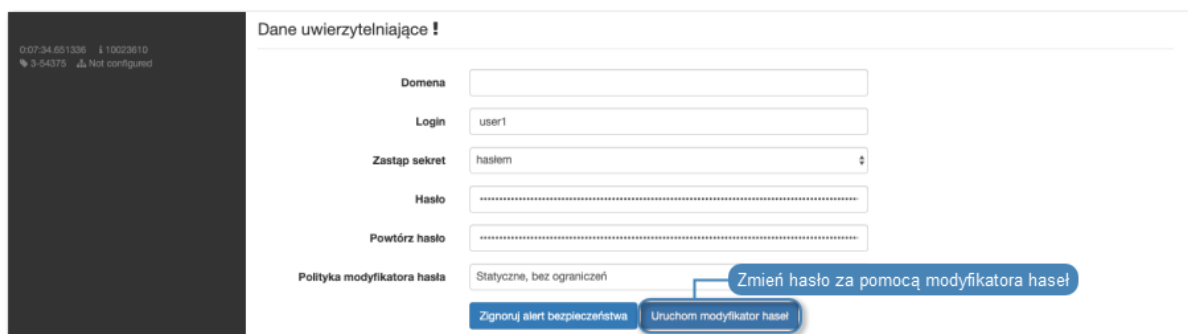 Dane uwierzytelniające !
0:07:34.651336 10023610
3-54375 Not configured
Domena
Login user1
Zastąp sekret hasłem
Hasło
Powtórz hasło
Polityka modyfikatora hasła Statyczne, bez ograniczeń
Zmień hasło za pomocą modyfikatora haseł
Zignoruj alert bezpieczeństwa Uruchom modyfikator haseł